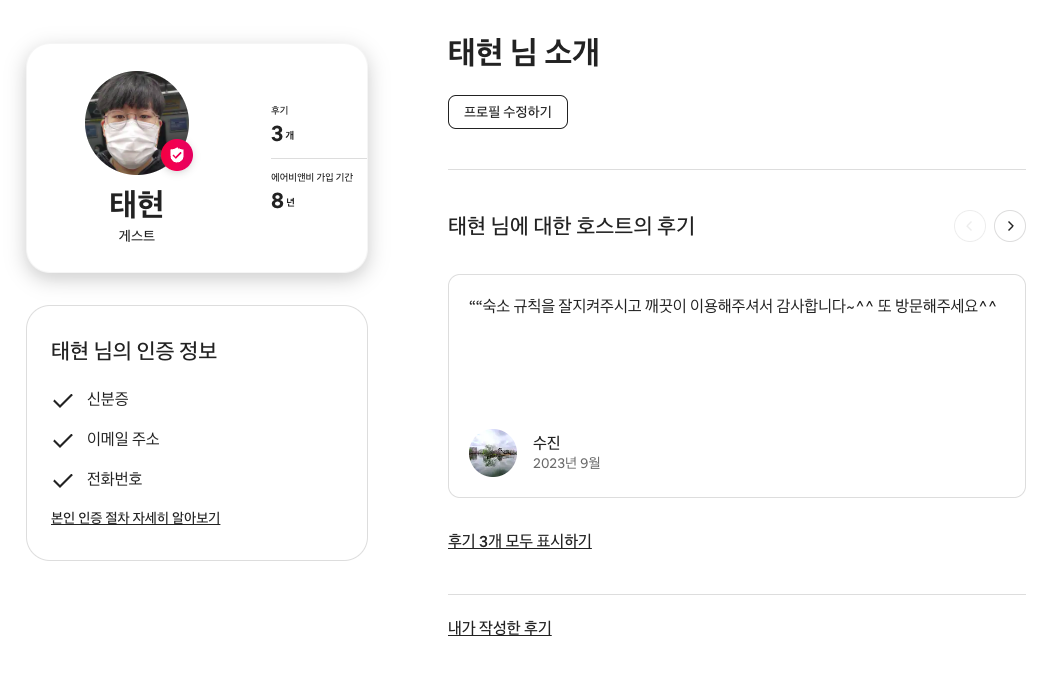 태현
게스트
후기
3개
에어비앤비 가입 기간
8년
태현 님의 인증 정보
신분증
이메일 주소
전화번호
본인 인증 절차 자세히 알아보기
태현 님 소개
프로필 수정하기
태현 님에 대한 호스트의 후기
““숙소 규칙을 잘지켜주시고 깨끗이 이용해주셔서 감사합니다~^^ 또 방문해주세요^^
수진
2023년 9월
후기 3개 모두 표시하기
내가 작성한 후기